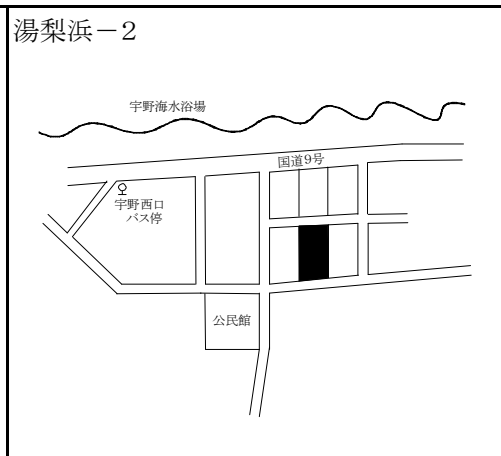 湯梨浜－2
宇野海水浴場
国道9号
宇野西口
バス停
公民館